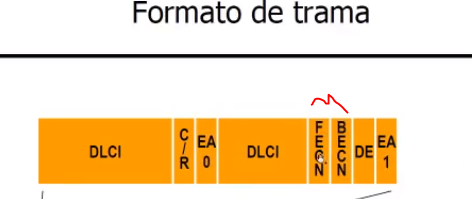 Formato de trama
DLCI C/R EA 0 DLCI FECN BECN DE EA 1